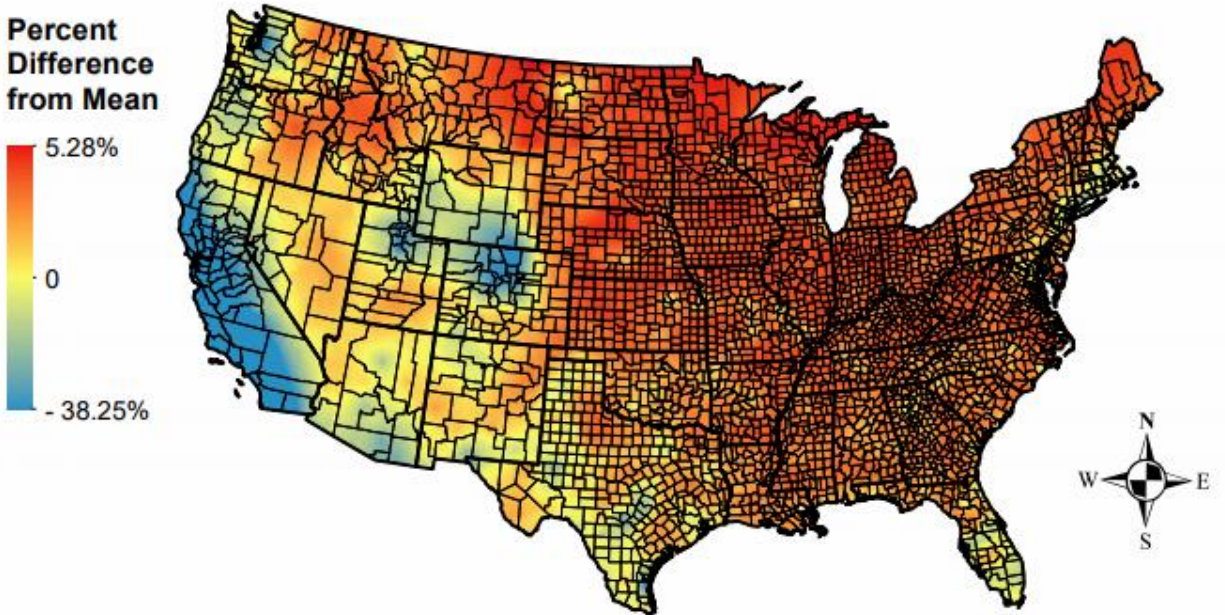 Percent
Difference
from Mean
5.28%
0
- 38.25%
N
W
E
S